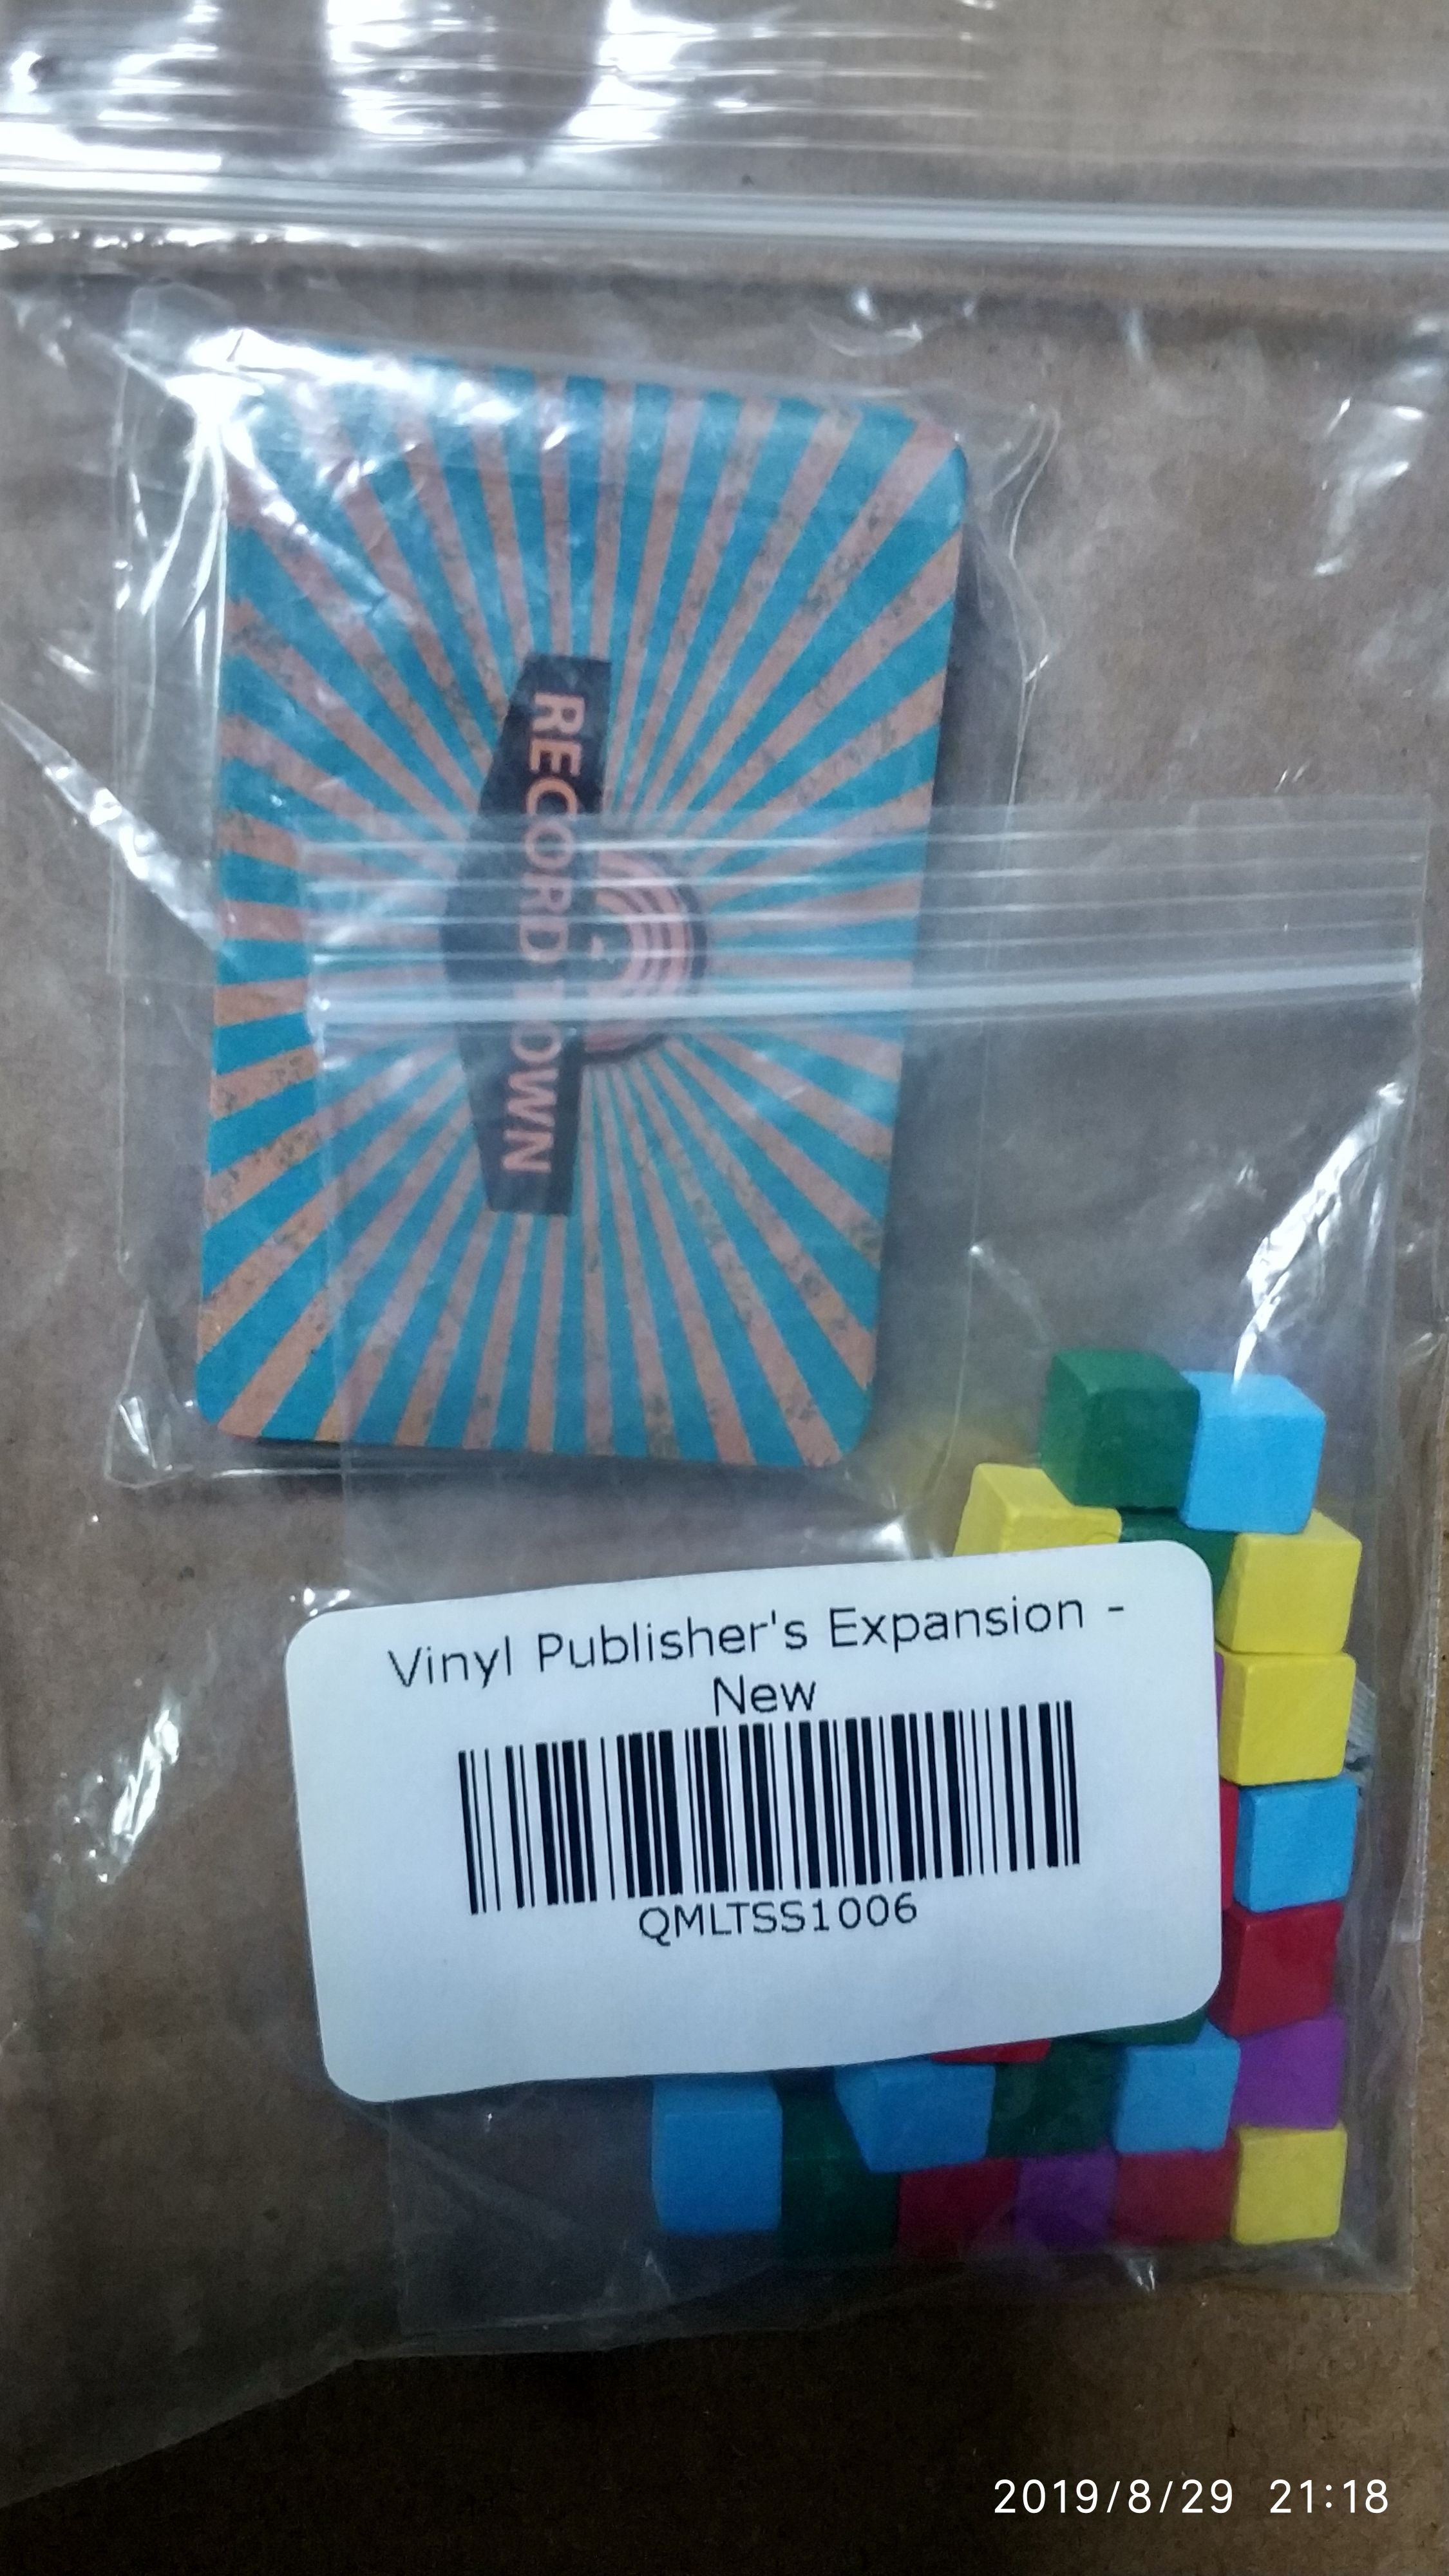 RECORD TOWN
Vinyl Publisher's Expansion -
New
QMLTSS1006
2019/8/29 21:18